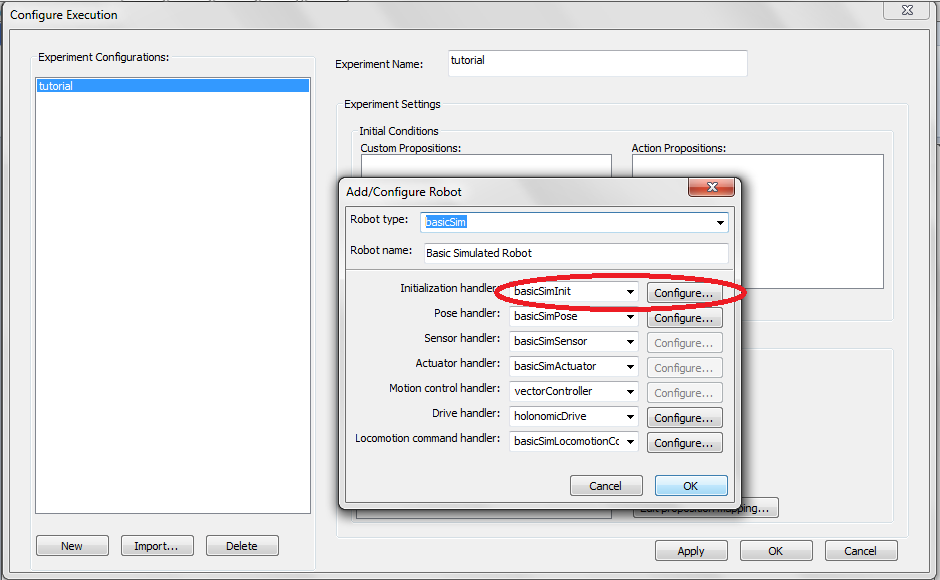 Configure Execution
Experiment Configurations:
tutorial
Experiment Name:
tutorial
Experiment Settings
Initial Conditions
Custom Propositions:
Action Propositions:
Add/Configure Robot
Robot type:
basicSim
Robot name:
Basic Simulated Robot
Initialization handler:
basicSimInit
Configure...
Pose handler:
basicSimPose
Configure...
Sensor handler:
basicSimSensor
Configure...
Actuator handler:
basicSimActuator
Configure...
Motion control handler:
vectorController
Configure...
Drive handler:
holonomicDrive
Configure...
Locomotion command handler:
basicSimLocomotionCo
Configure...
Cancel
OK
Edit proposition mapping...
New
Import...
Delete
Apply
OK
Cancel